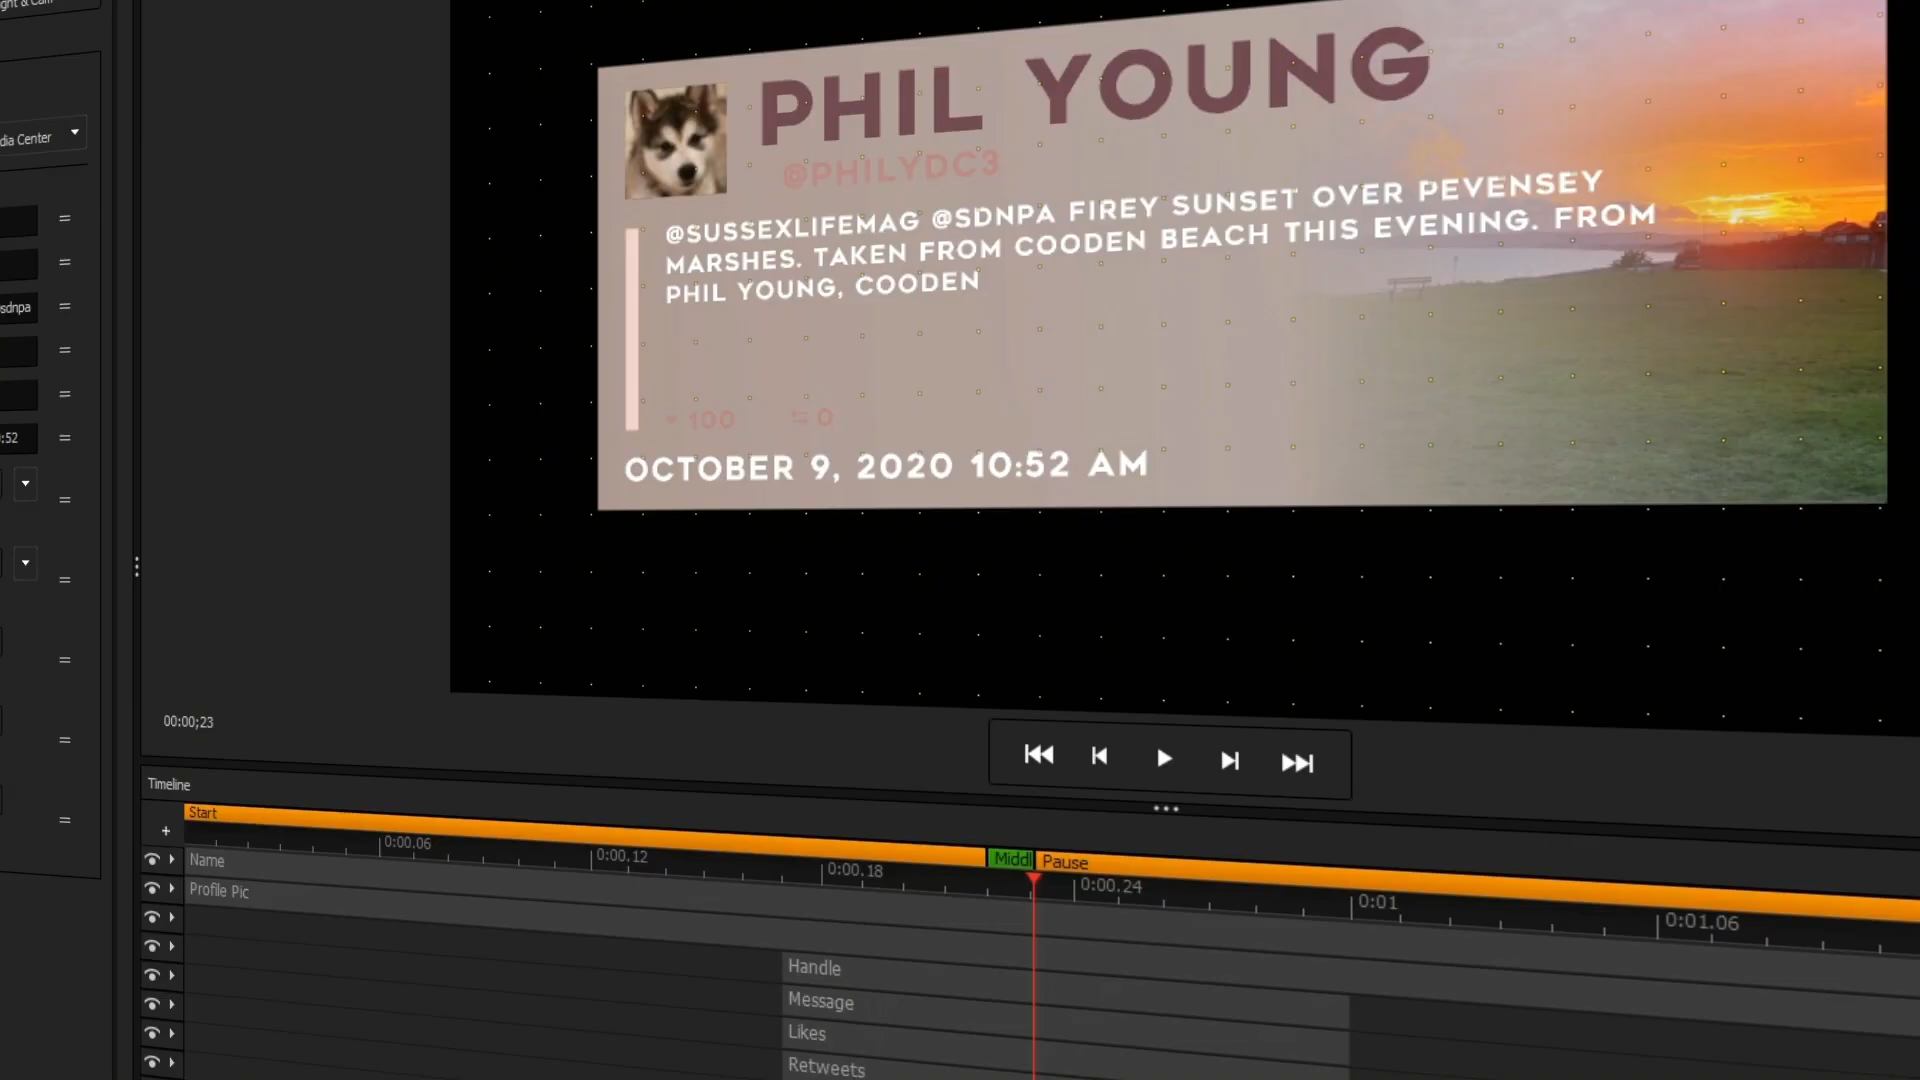 dia Center
sdnpa
:52
PHIL YOUNG
@PHILYDC3
@SUSSEXLIFEMAG @SDNPA FIREY SUNSET OVER PEVENSEY
MARSHES. TAKEN FROM COODEN BEACH THIS EVENING. FROM
PHIL YOUNG, COODEN
100 0
OCTOBER 9, 2020 10:52 AM
00:00;23
Timeline
Start
Middl
Pause
0:00.06
0:00.12
0:00.18
0:00.24
0:01
0:01.06
Name
Profile Pic
Handle
Message
Likes
Retweets